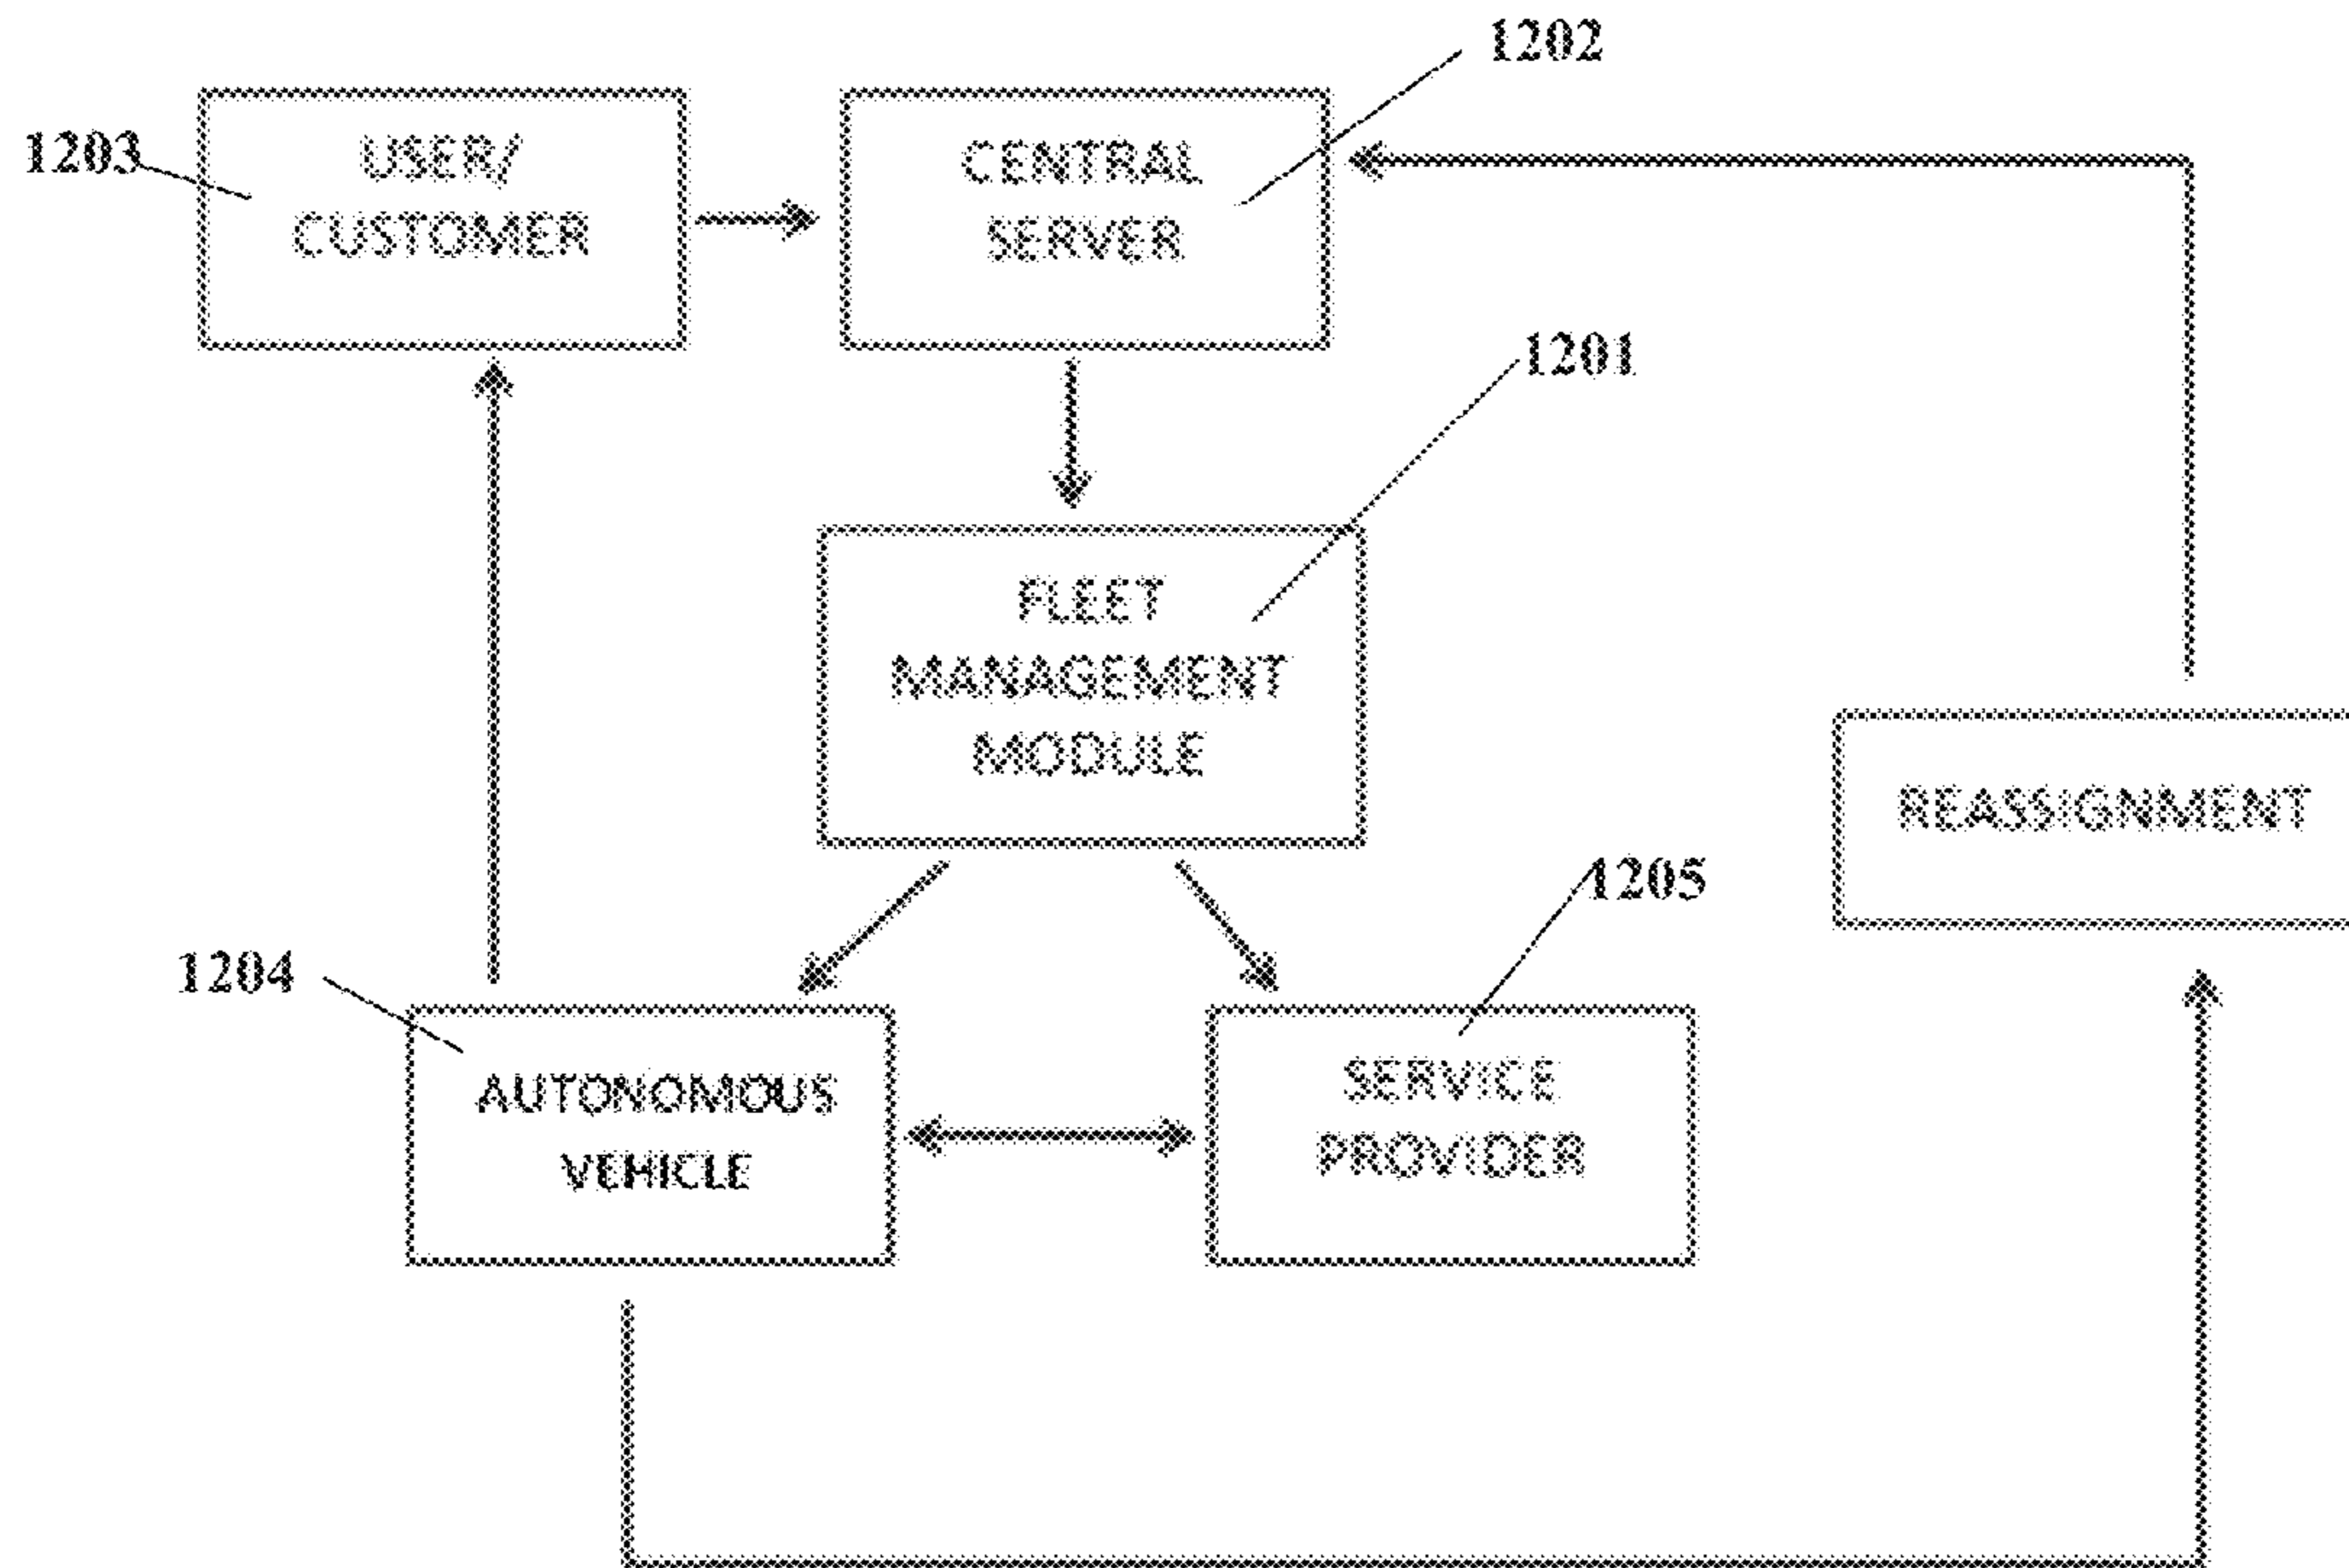 1202
1203
USER/
CUSTOMER
CENTRAL
SERVER
1201
FLEET
MANAGEMENT
MODULE
REASSIGNMENT
1205
1204
AUTONOMOUS
VEHICLE
SERVICE
PROVIDER